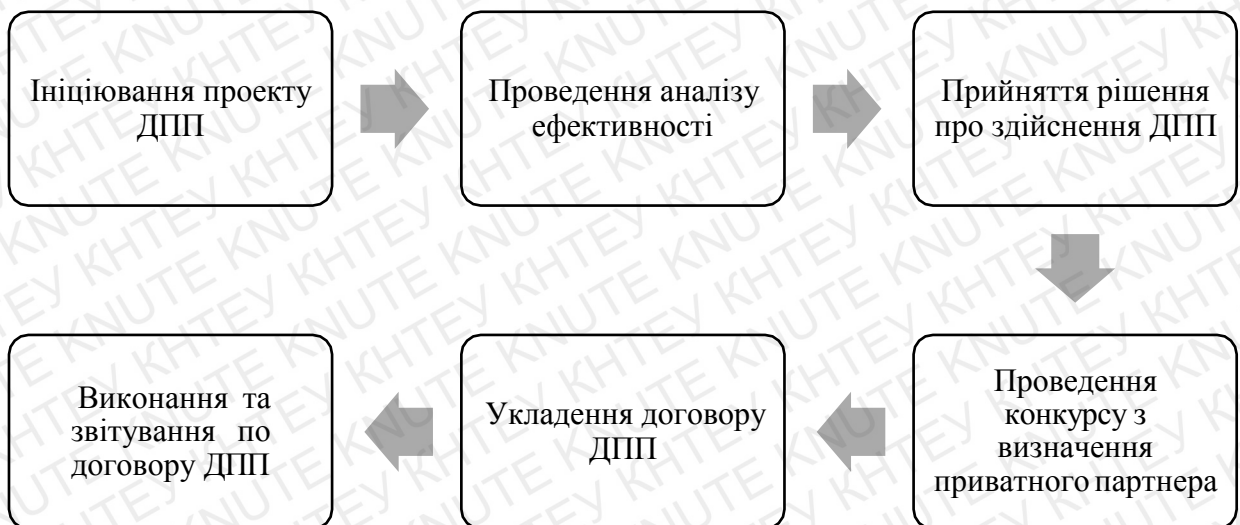 Ініціювання проекту
ДПП
Проведення аналізу
ефективності
Прийняття рішення
про здійснення ДПП
Проведення
конкурсу з
визначення
приватного партнера
Укладення договору
ДПП
Виконання та
звітування по
договору ДПП